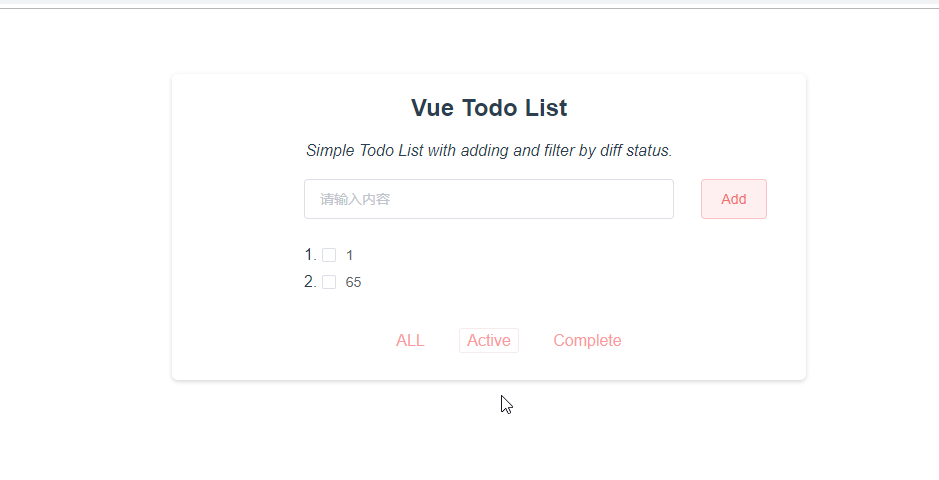 Vue Todo List
Simple Todo List with adding and filter by diff status.
请输入内容 Add
1. 1
2. 65
ALL Active Complete